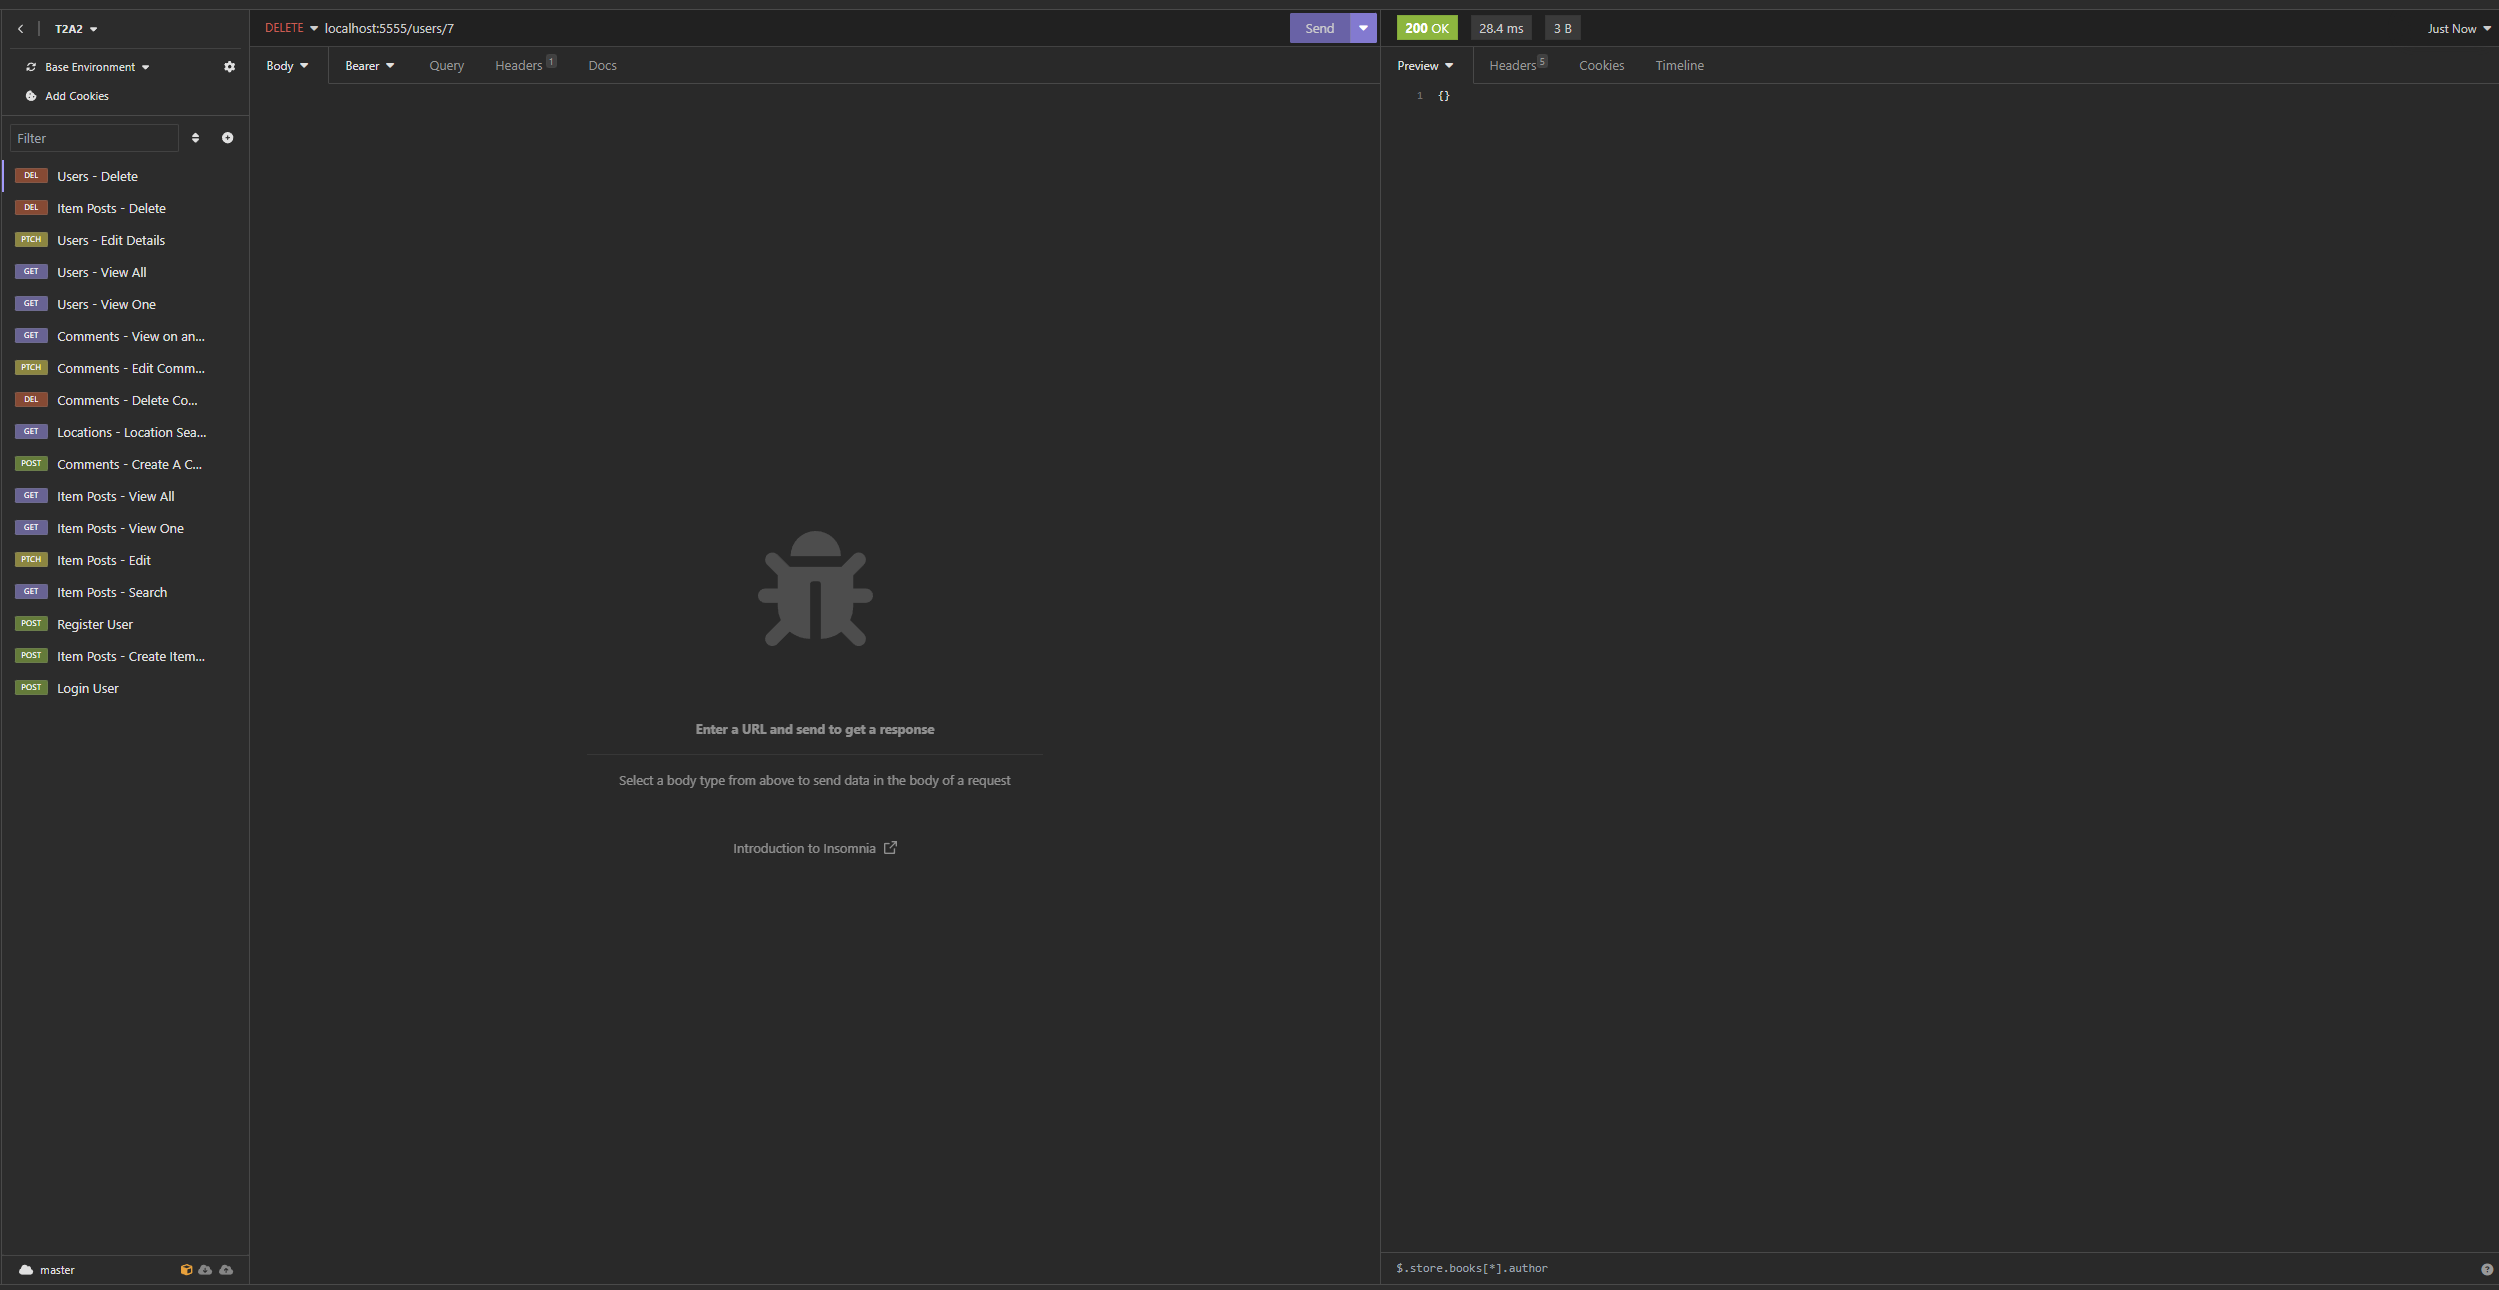 T2A2
Base Environment
Add Cookies
Filter
DEL Users - Delete
DEL Item Posts - Delete
PTCH Users - Edit Details
GET Users - View All
GET Users - View One
GET Comments - View on an...
PTCH Comments - Edit Comm...
DEL Comments - Delete Co...
GET Locations - Location Sea...
POST Comments - Create A C...
GET Item Posts - View All
GET Item Posts - View One
PTCH Item Posts - Edit
GET Item Posts - Search
POST Register User
POST Item Posts - Create Item...
POST Login User
master
DELETE localhost:5555/users/7 Send
Body Bearer Query Headers 1 Docs
Enter a URL and send to get a response
Select a body type from above to send data in the body of a request
Introduction to Insomnia
200 OK 28.4 ms 3 B Just Now
Preview Headers 5 Cookies Timeline
1 {}
$.store.books[*].author